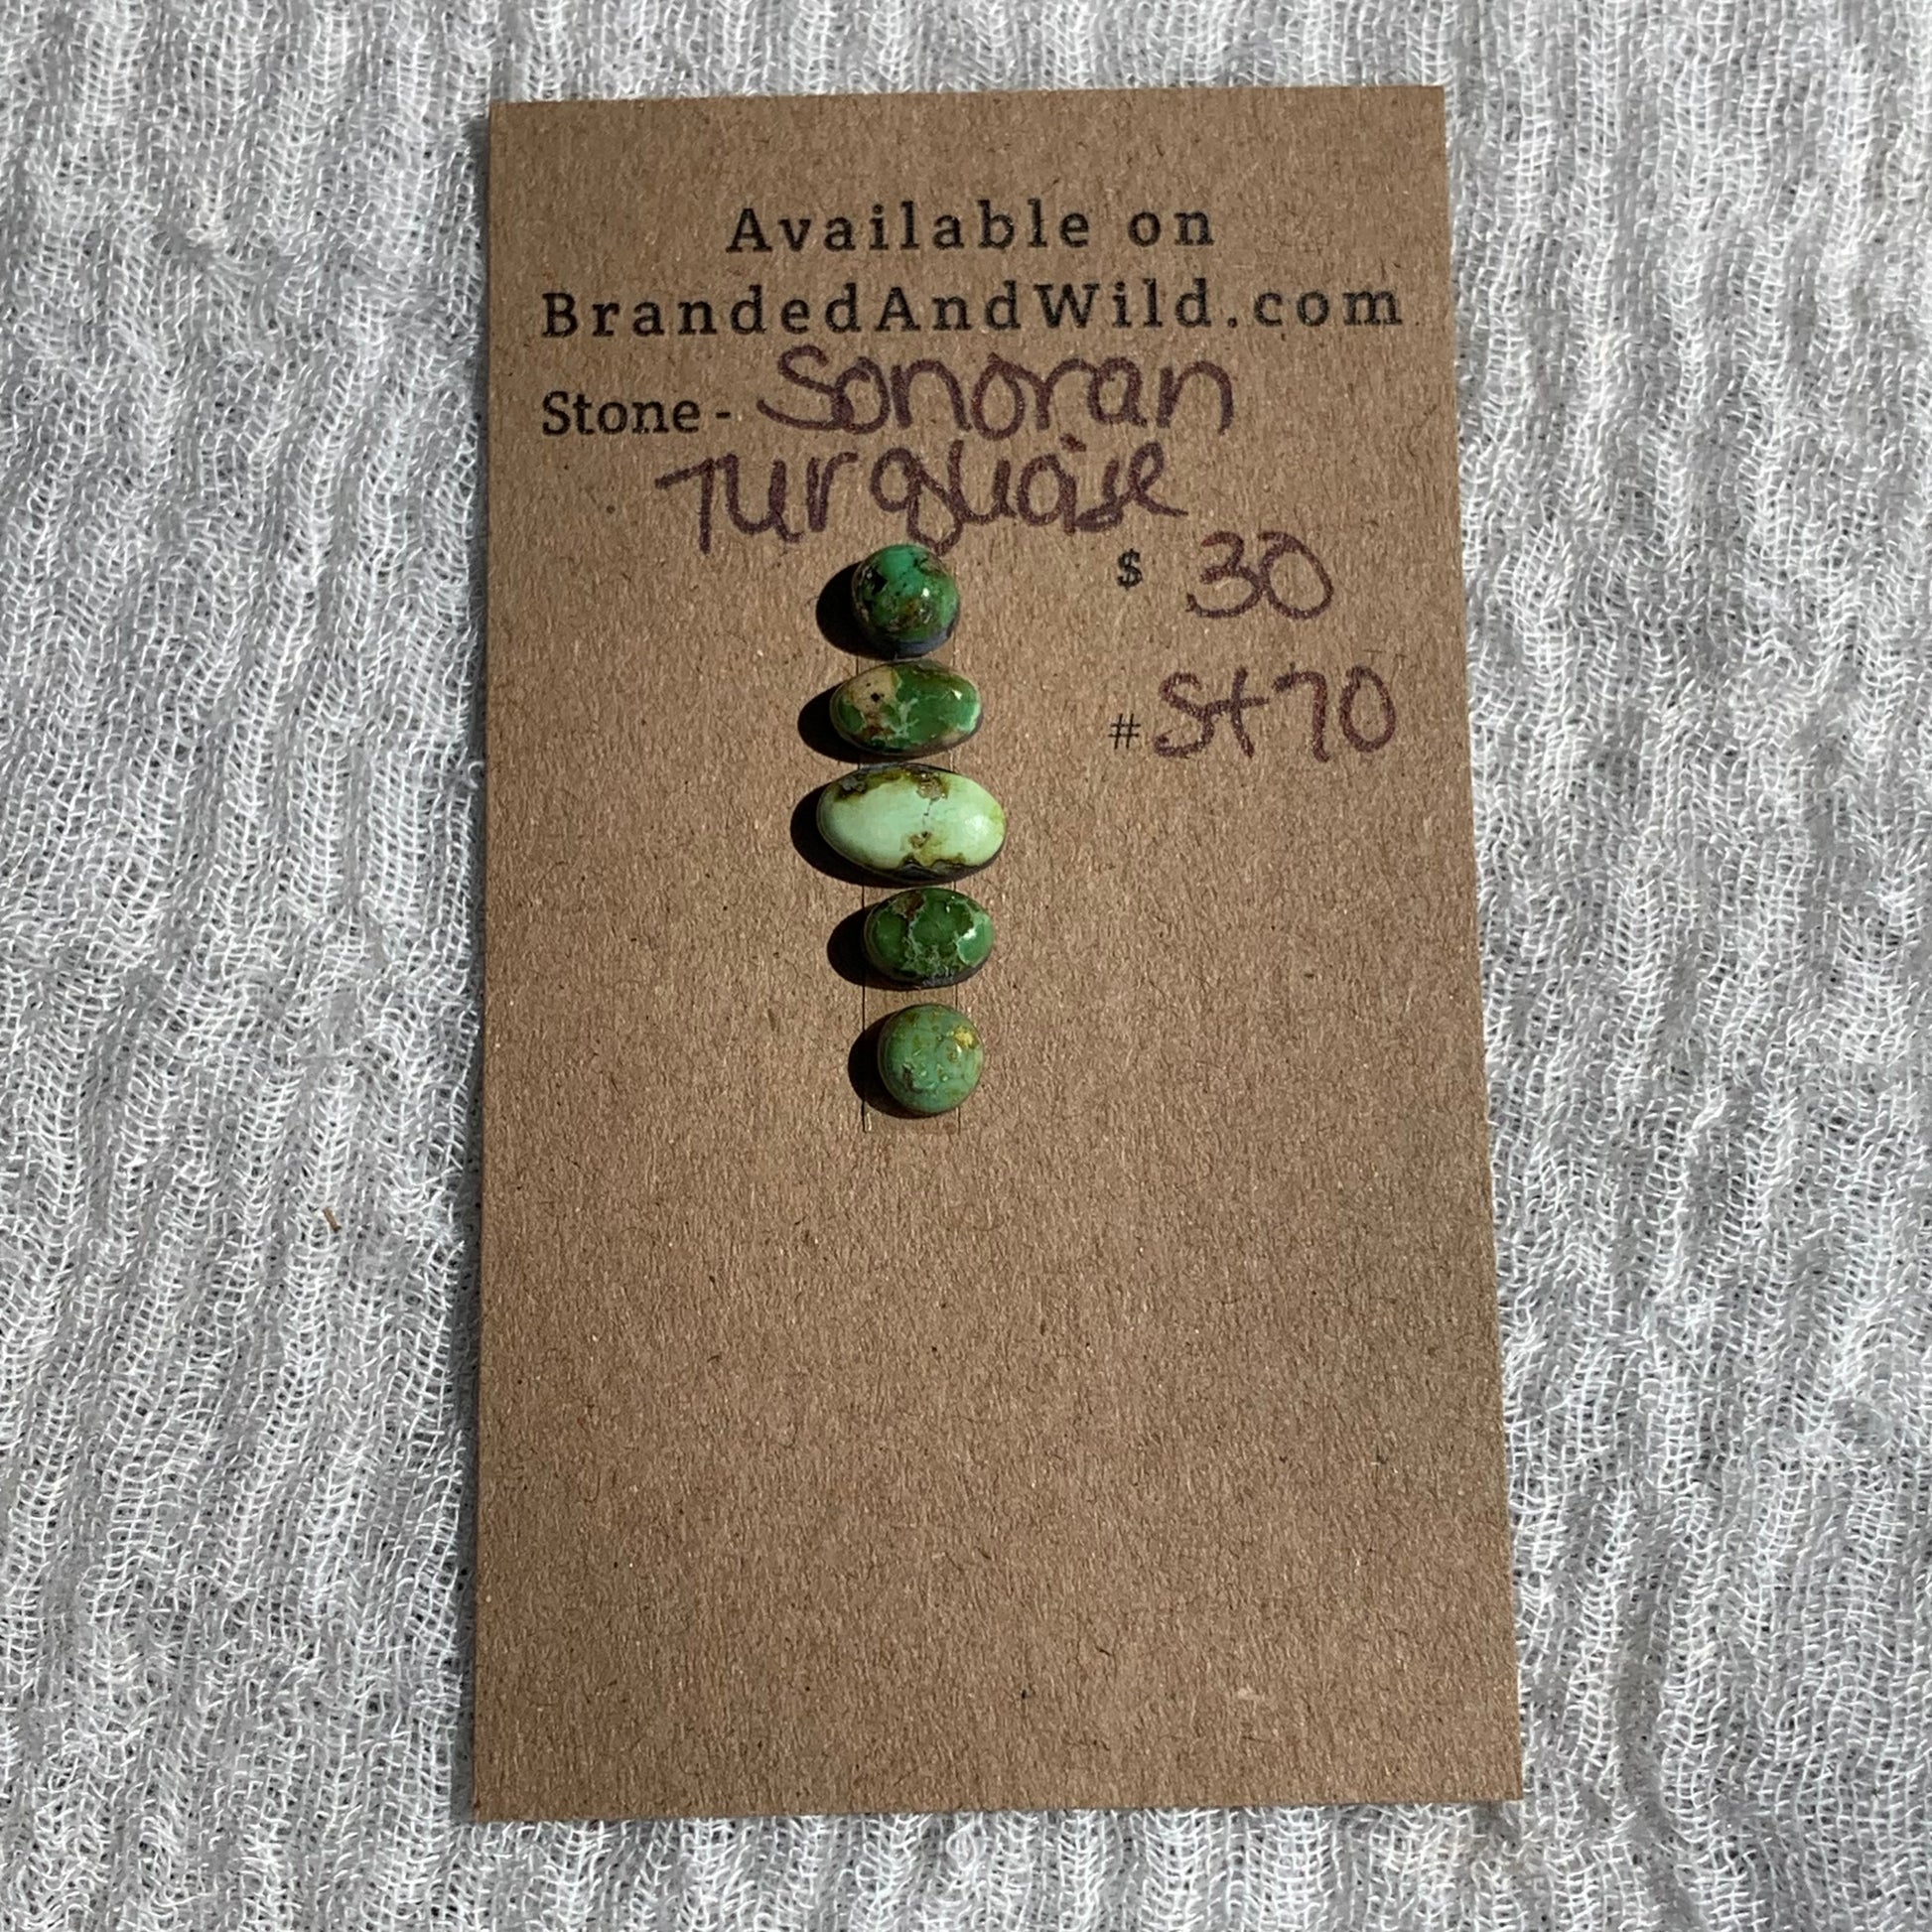 Available on
BrandedAndWild.com
Stone - Sonoran
Turquoise
$ 30
# St70